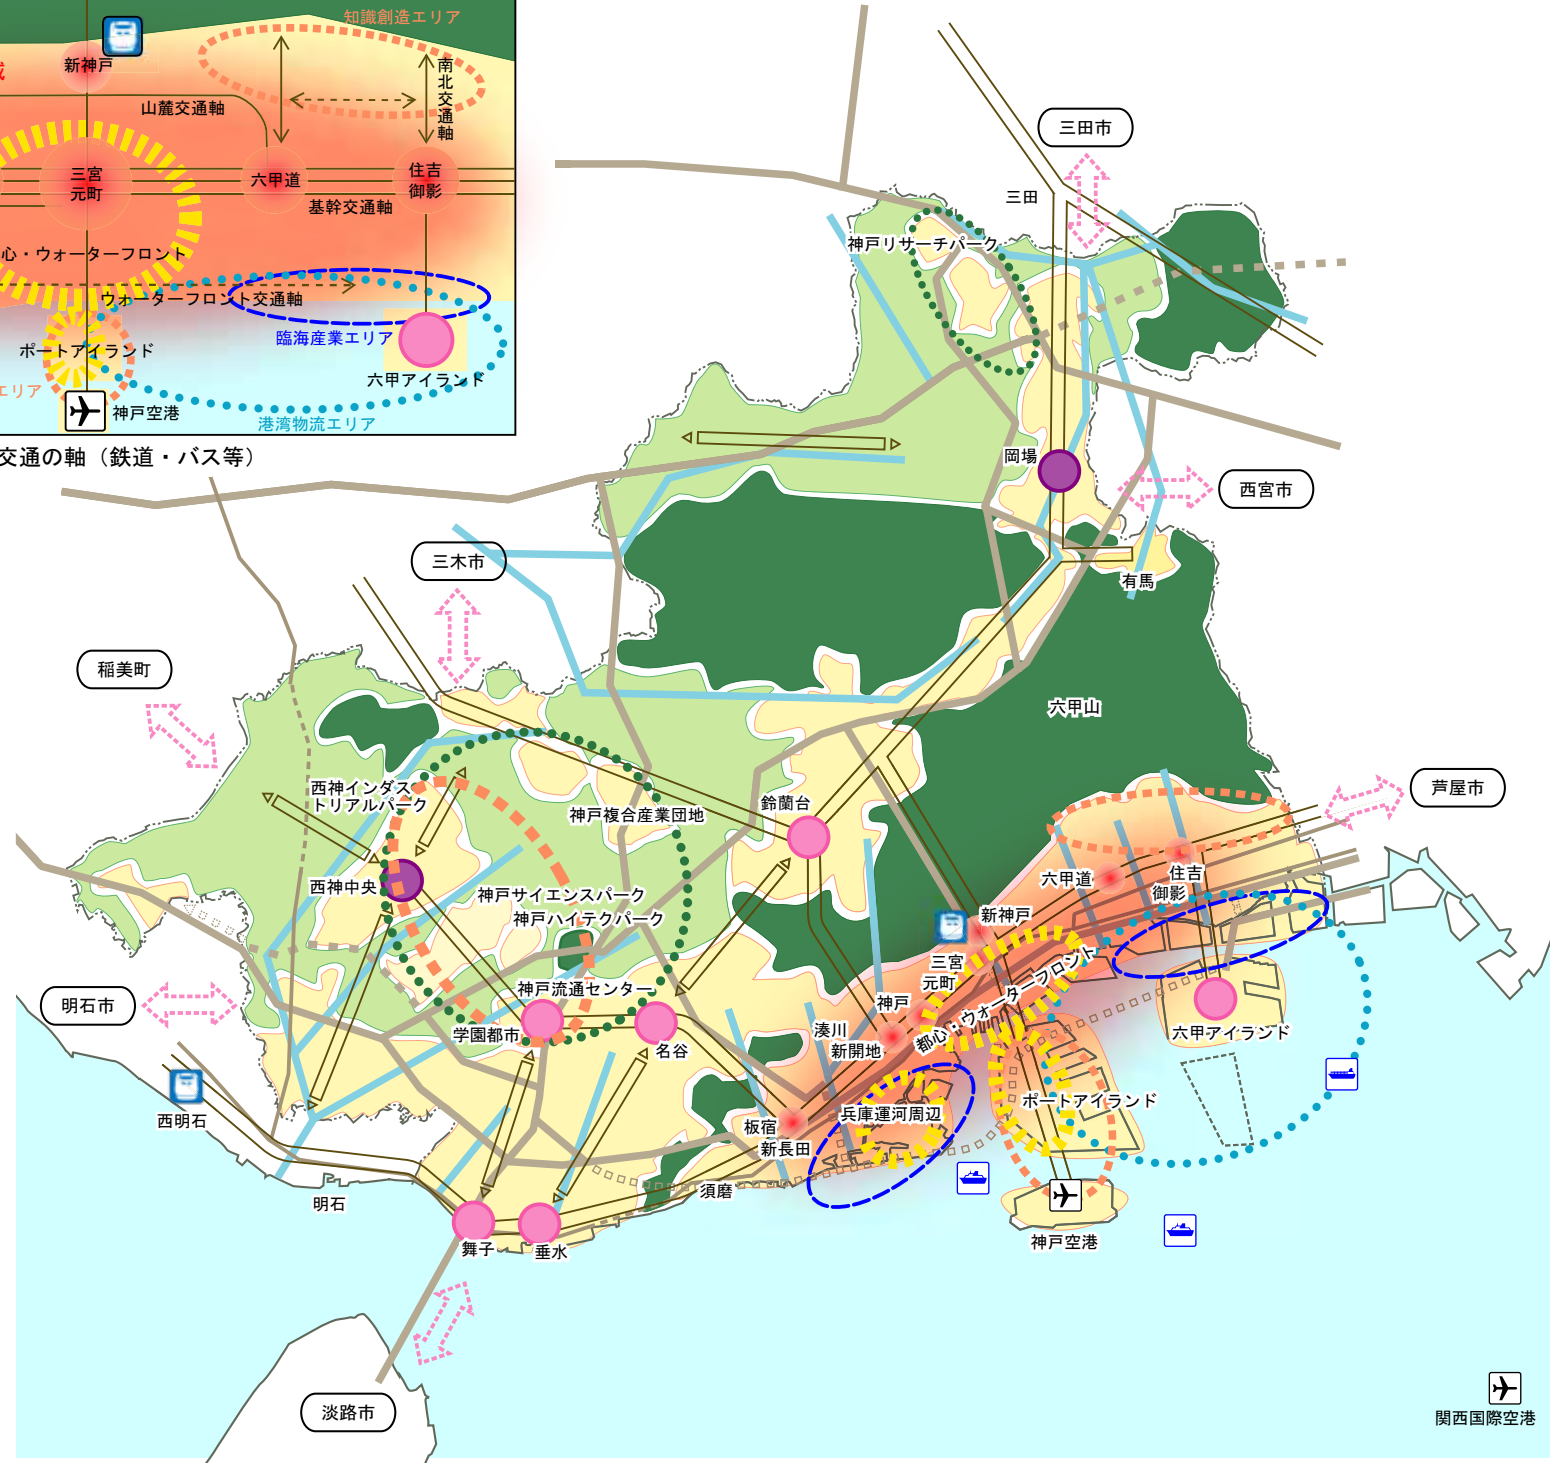 知識創造エリア
新神戸
域
南北交通軸
山麓交通軸
三宮
元町
六甲道
住吉
御影
基幹交通軸
心・ウォーターフロント
ウォーターフロント交通軸
臨海産業エリア
ポートアイランド
六甲アイランド
エリア
神戸空港
港湾物流エリア
交通の軸（鉄道・バス等）
三田市
三田
神戸リサーチパーク
岡場
西宮市
三木市
有馬
稲美町
六甲山
西神インダス
トリアルパーク
神戸複合産業団地
鈴蘭台
芦屋市
西神中央
神戸サイエンスパーク
神戸ハイテクパーク
六甲道
住吉
御影
新神戸
三宮
元町
都心・ウォーターフロント
神戸流通センター
神戸
明石市
学園都市
名谷
湊川
新開地
六甲アイランド
西明石
板宿
新長田
兵庫運河周辺
ポートアイランド
明石
須磨
舞子
垂水
神戸空港
淡路市
関西国際空港